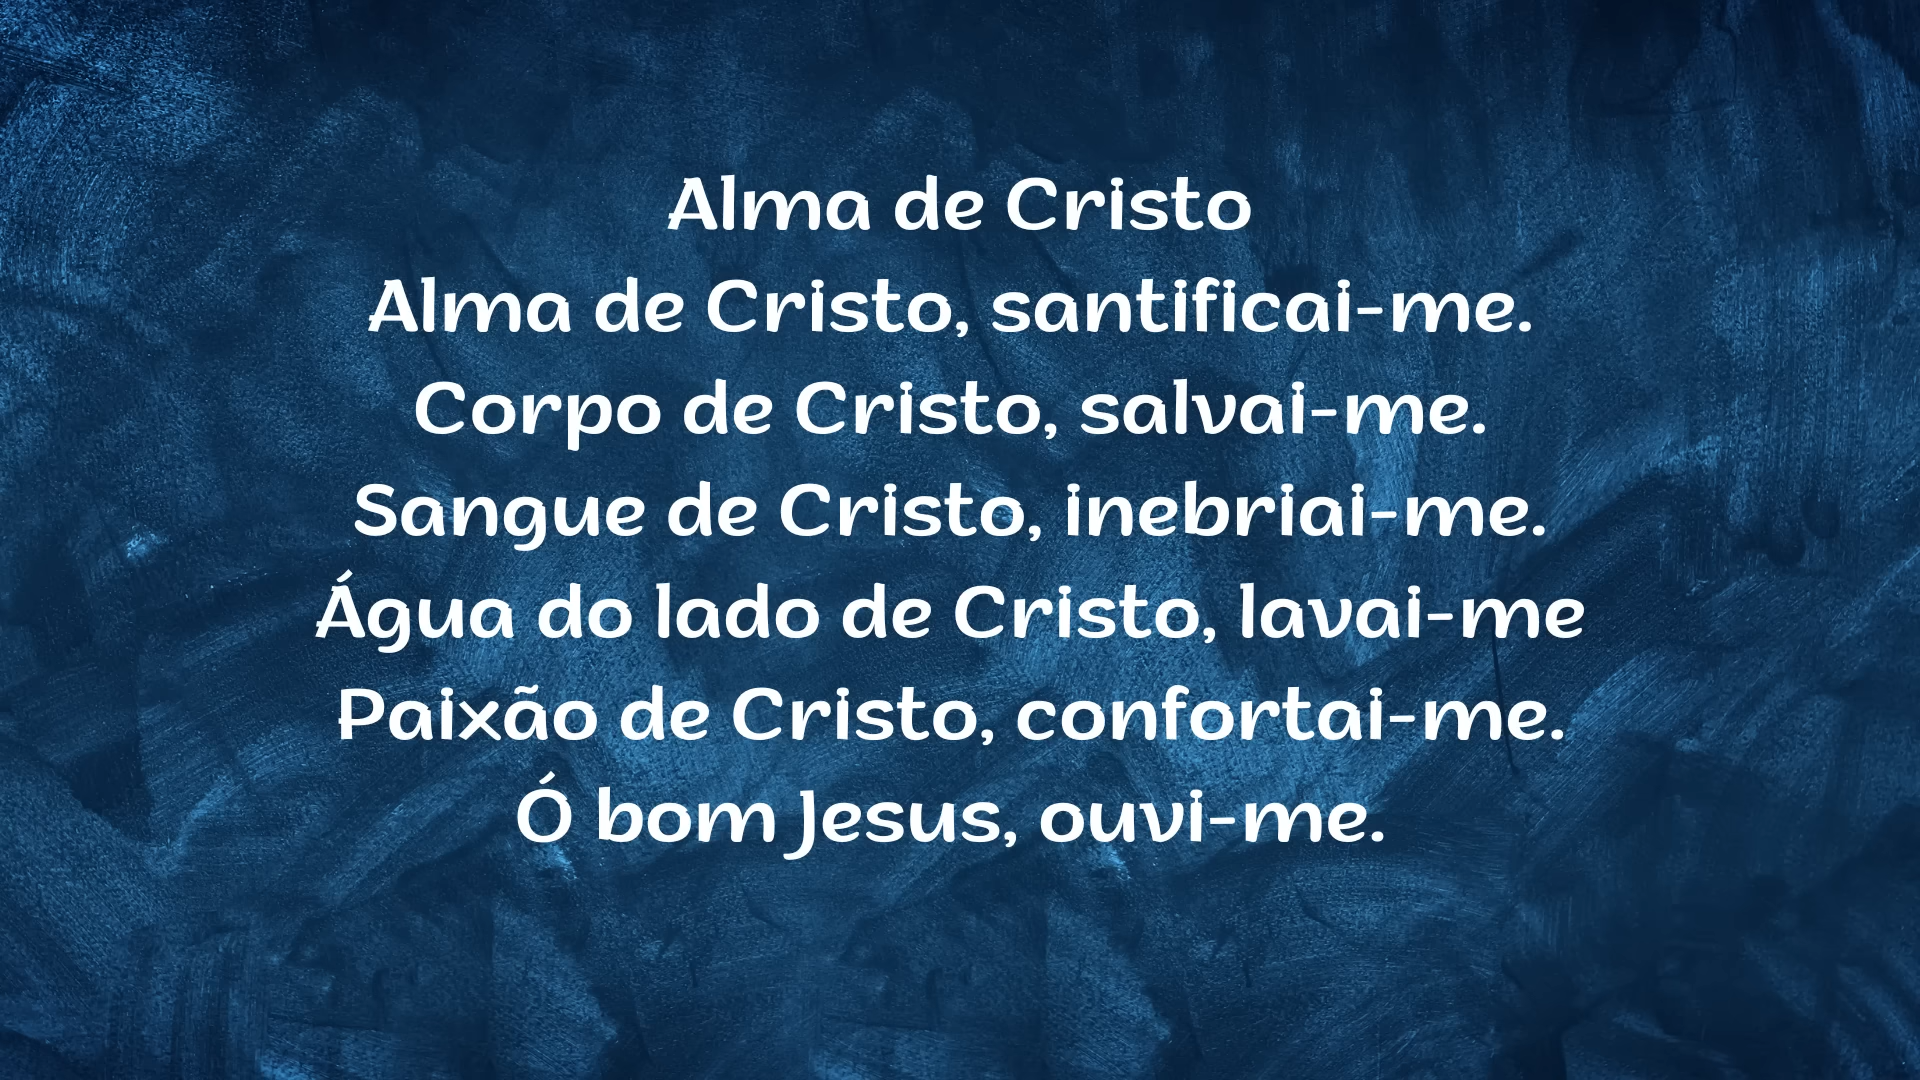 Alma de Cristo
Alma de Cristo, santificai-me.
Corpo de Cristo, salvai-me.
Sangue de Cristo, inebriai-me.
Água do lado de Cristo, lavai-me
Paixão de Cristo, confortai-me.
Ó bom Jesus, ouvi-me.